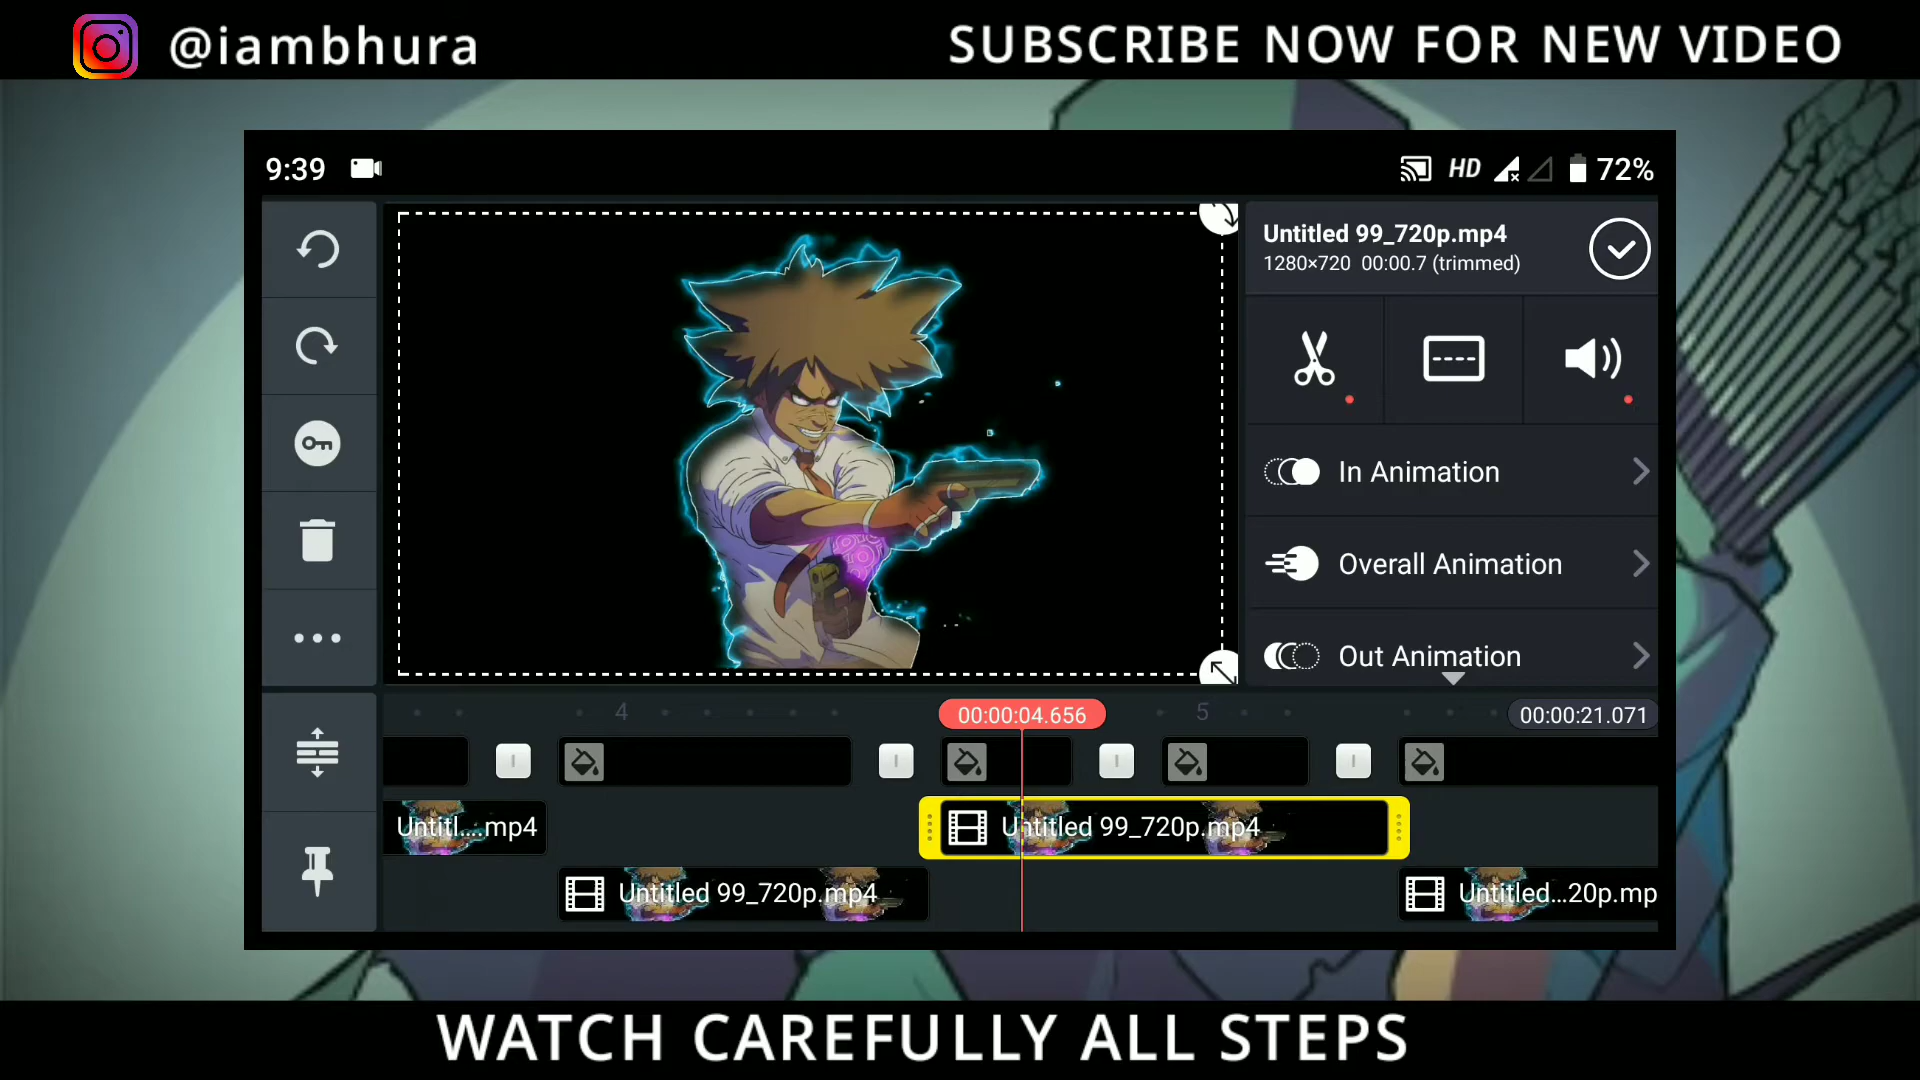 @iambhura
SUBSCRIBE NOW FOR NEW VIDEO
9:39
HD
72%
Untitled 99_720p.mp4
1280×720 00:00.7 (trimmed)
In Animation
Overall Animation
Out Animation
4
00:00:04.656
5
00:00:21.071
Untitl....mp4
Untitled 99_720p.mp4
Untitled 99_720p.mp4
Untitled...20p.mp
WATCH CAREFULLY ALL STEPS